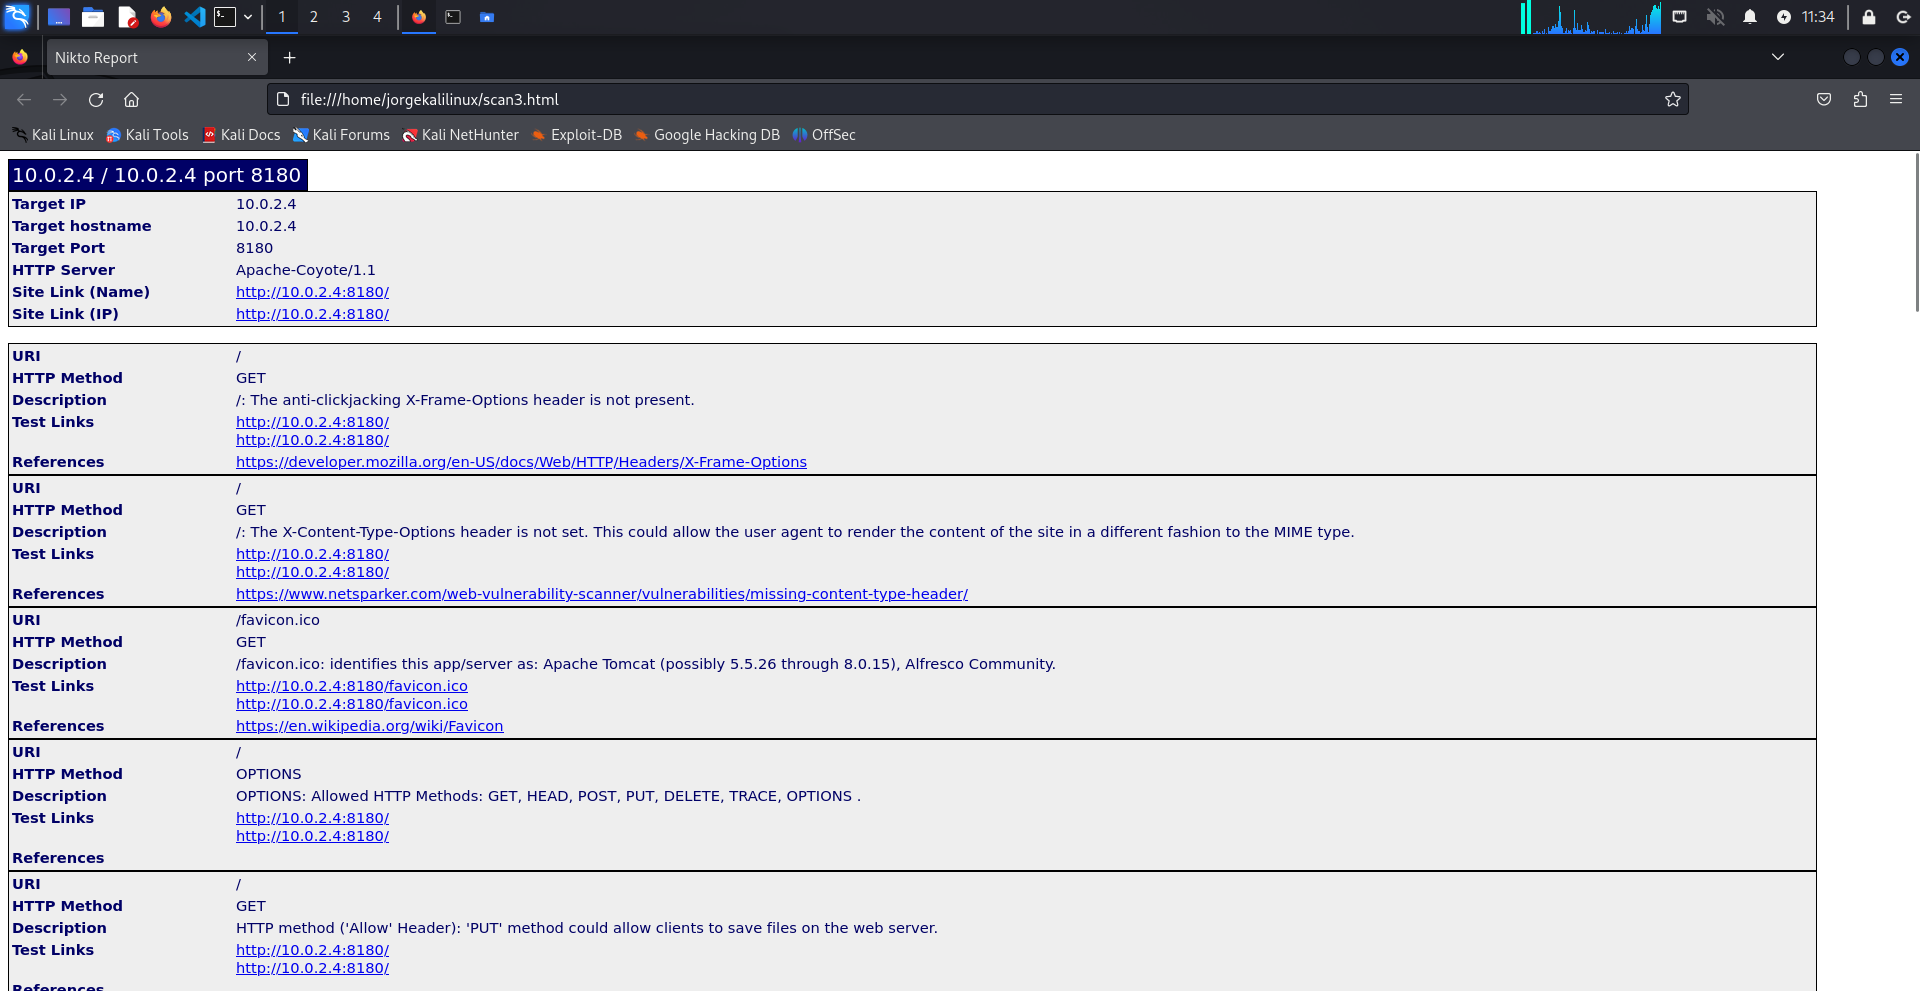 1 2 3 4 11:34
Nikto Report
file:///home/jorgekalilinux/scan3.html
Kali Linux Kali Tools Kali Docs Kali Forums Kali NetHunter Exploit-DB Google Hacking DB OffSec
10.0.2.4 / 10.0.2.4 port 8180
Target IP 10.0.2.4
Target hostname 10.0.2.4
Target Port 8180
HTTP Server Apache-Coyote/1.1
Site Link (Name) http://10.0.2.4:8180/
Site Link (IP) http://10.0.2.4:8180/
URI /
HTTP Method GET
Description /: The anti-clickjacking X-Frame-Options header is not present.
Test Links http://10.0.2.4:8180/
http://10.0.2.4:8180/
References https://developer.mozilla.org/en-US/docs/Web/HTTP/Headers/X-Frame-Options
URI /
HTTP Method GET
Description /: The X-Content-Type-Options header is not set. This could allow the user agent to render the content of the site in a different fashion to the MIME type.
Test Links http://10.0.2.4:8180/
http://10.0.2.4:8180/
References https://www.netsparker.com/web-vulnerability-scanner/vulnerabilities/missing-content-type-header/
URI /favicon.ico
HTTP Method GET
Description /favicon.ico: identifies this app/server as: Apache Tomcat (possibly 5.5.26 through 8.0.15), Alfresco Community.
Test Links http://10.0.2.4:8180/favicon.ico
http://10.0.2.4:8180/favicon.ico
References https://en.wikipedia.org/wiki/Favicon
URI /
HTTP Method OPTIONS
Description OPTIONS: Allowed HTTP Methods: GET, HEAD, POST, PUT, DELETE, TRACE, OPTIONS .
Test Links http://10.0.2.4:8180/
http://10.0.2.4:8180/
References
URI /
HTTP Method GET
Description HTTP method ('Allow' Header): 'PUT' method could allow clients to save files on the web server.
Test Links http://10.0.2.4:8180/
http://10.0.2.4:8180/
References